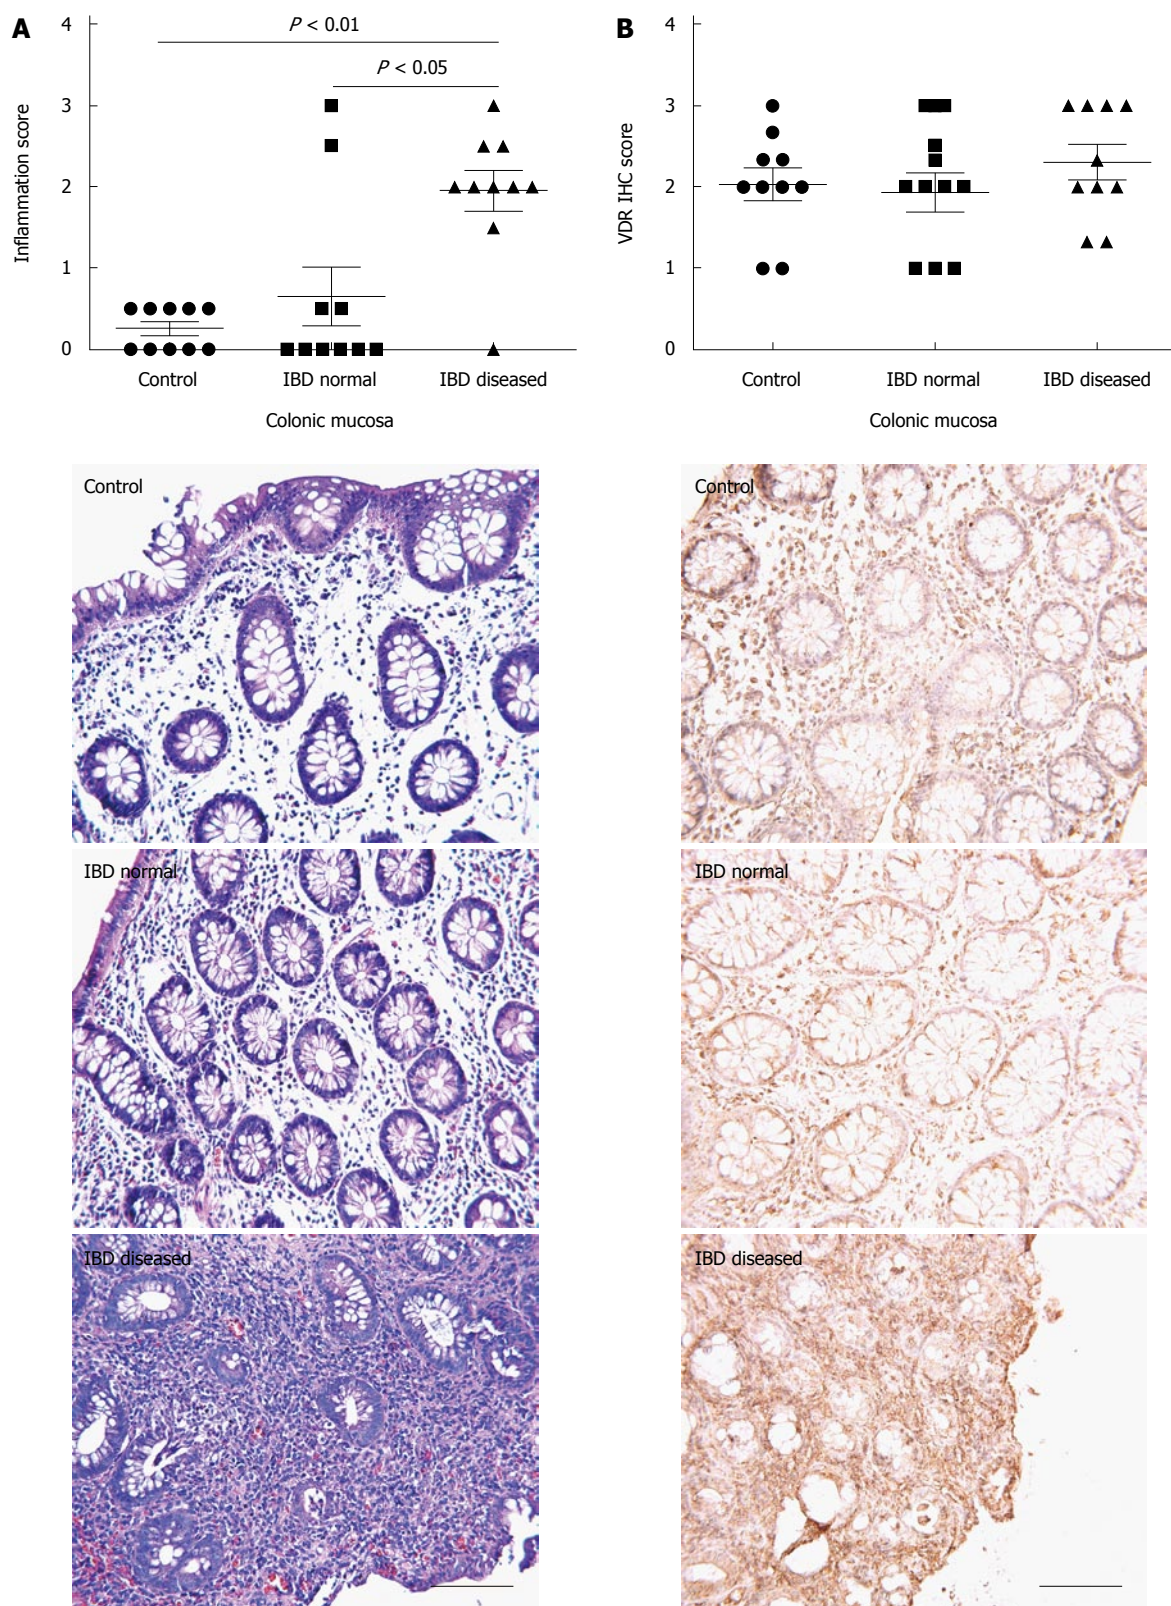 A
4
3
2
1
0
Inflammation score
P < 0.01
P < 0.05
Control
IBD normal
IBD diseased
Colonic mucosa
B
4
3
2
1
0
VDR IHC score
Control
IBD normal
IBD diseased
Colonic mucosa
Control
IBD normal
IBD diseased
Control
IBD normal
IBD diseased